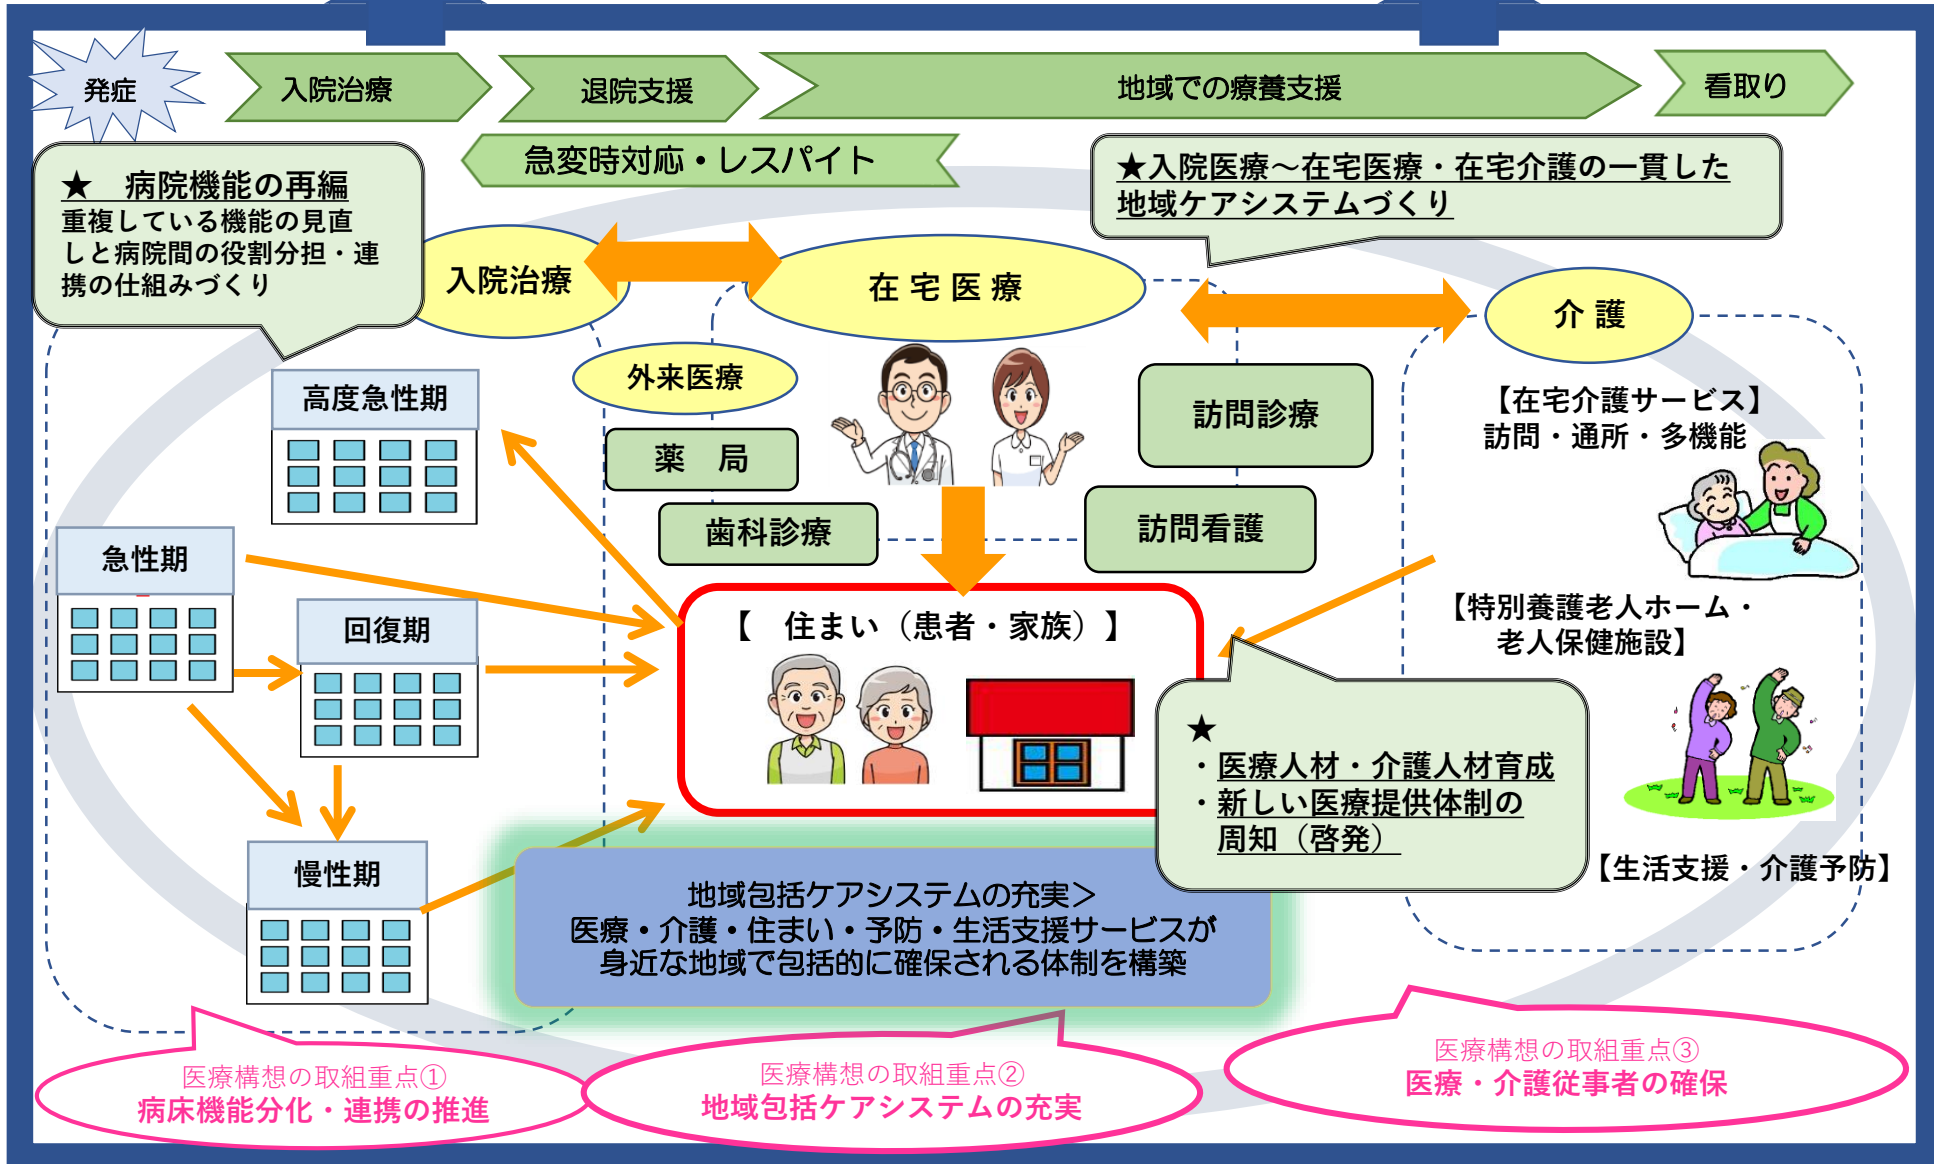 発症
入院治療
退院支援
地域での療養支援
看取り
急変時対応・レスパイト
★　病院機能の再編
重複している機能の見直
しと病院間の役割分担・連
携の仕組みづくり
★入院医療～在宅医療・在宅介護の一貫した
地域ケアシステムづくり
入院治療
在 宅 医 療
介 護
外来医療
薬　局
歯科診療
訪問診療
訪問看護
高度急性期
急性期
回復期
慢性期
【　住まい（患者・家族）】
【在宅介護サービス】
訪問・通所・多機能
【特別養護老人ホーム・
老人保健施設】
【生活支援・介護予防】
★
・医療人材・介護人材育成
・新しい医療提供体制の
周知（啓発）
地域包括ケアシステムの充実＞
医療・介護・住まい・予防・生活支援サービスが
身近な地域で包括的に確保される体制を構築
医療構想の取組重点①
病床機能分化・連携の推進
医療構想の取組重点②
地域包括ケアシステムの充実
医療構想の取組重点③
医療・介護従事者の確保